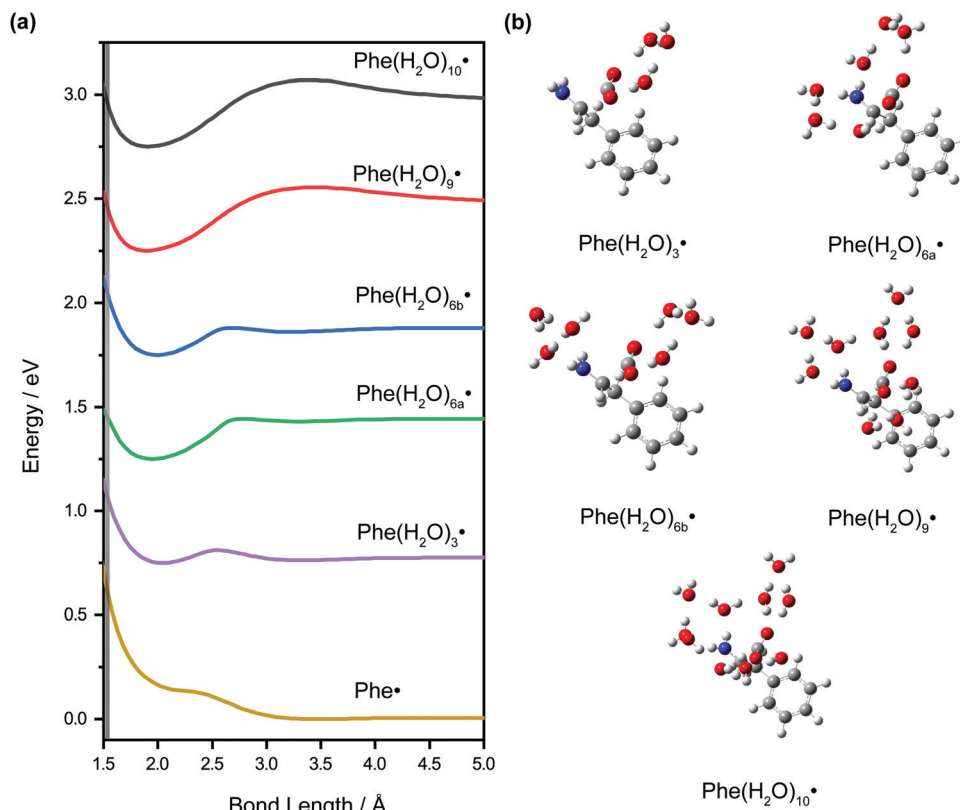 (a)
(b)
Energy / eV
3.0
2.5
2.0
1.5
1.0
0.5
0.0
Phe(H₂O)₁₀•
Phe(H₂O)₉•
Phe(H₂O)₆b•
Phe(H₂O)₆ₐ•
Phe(H₂O)₃•
Phe•
1.5 2.0 2.5 3.0 3.5 4.0 4.5 5.0
Bond Length / Å
Phe(H₂O)₃•
Phe(H₂O)₆ₐ•
Phe(H₂O)₆b•
Phe(H₂O)₉•
Phe(H₂O)₁₀•